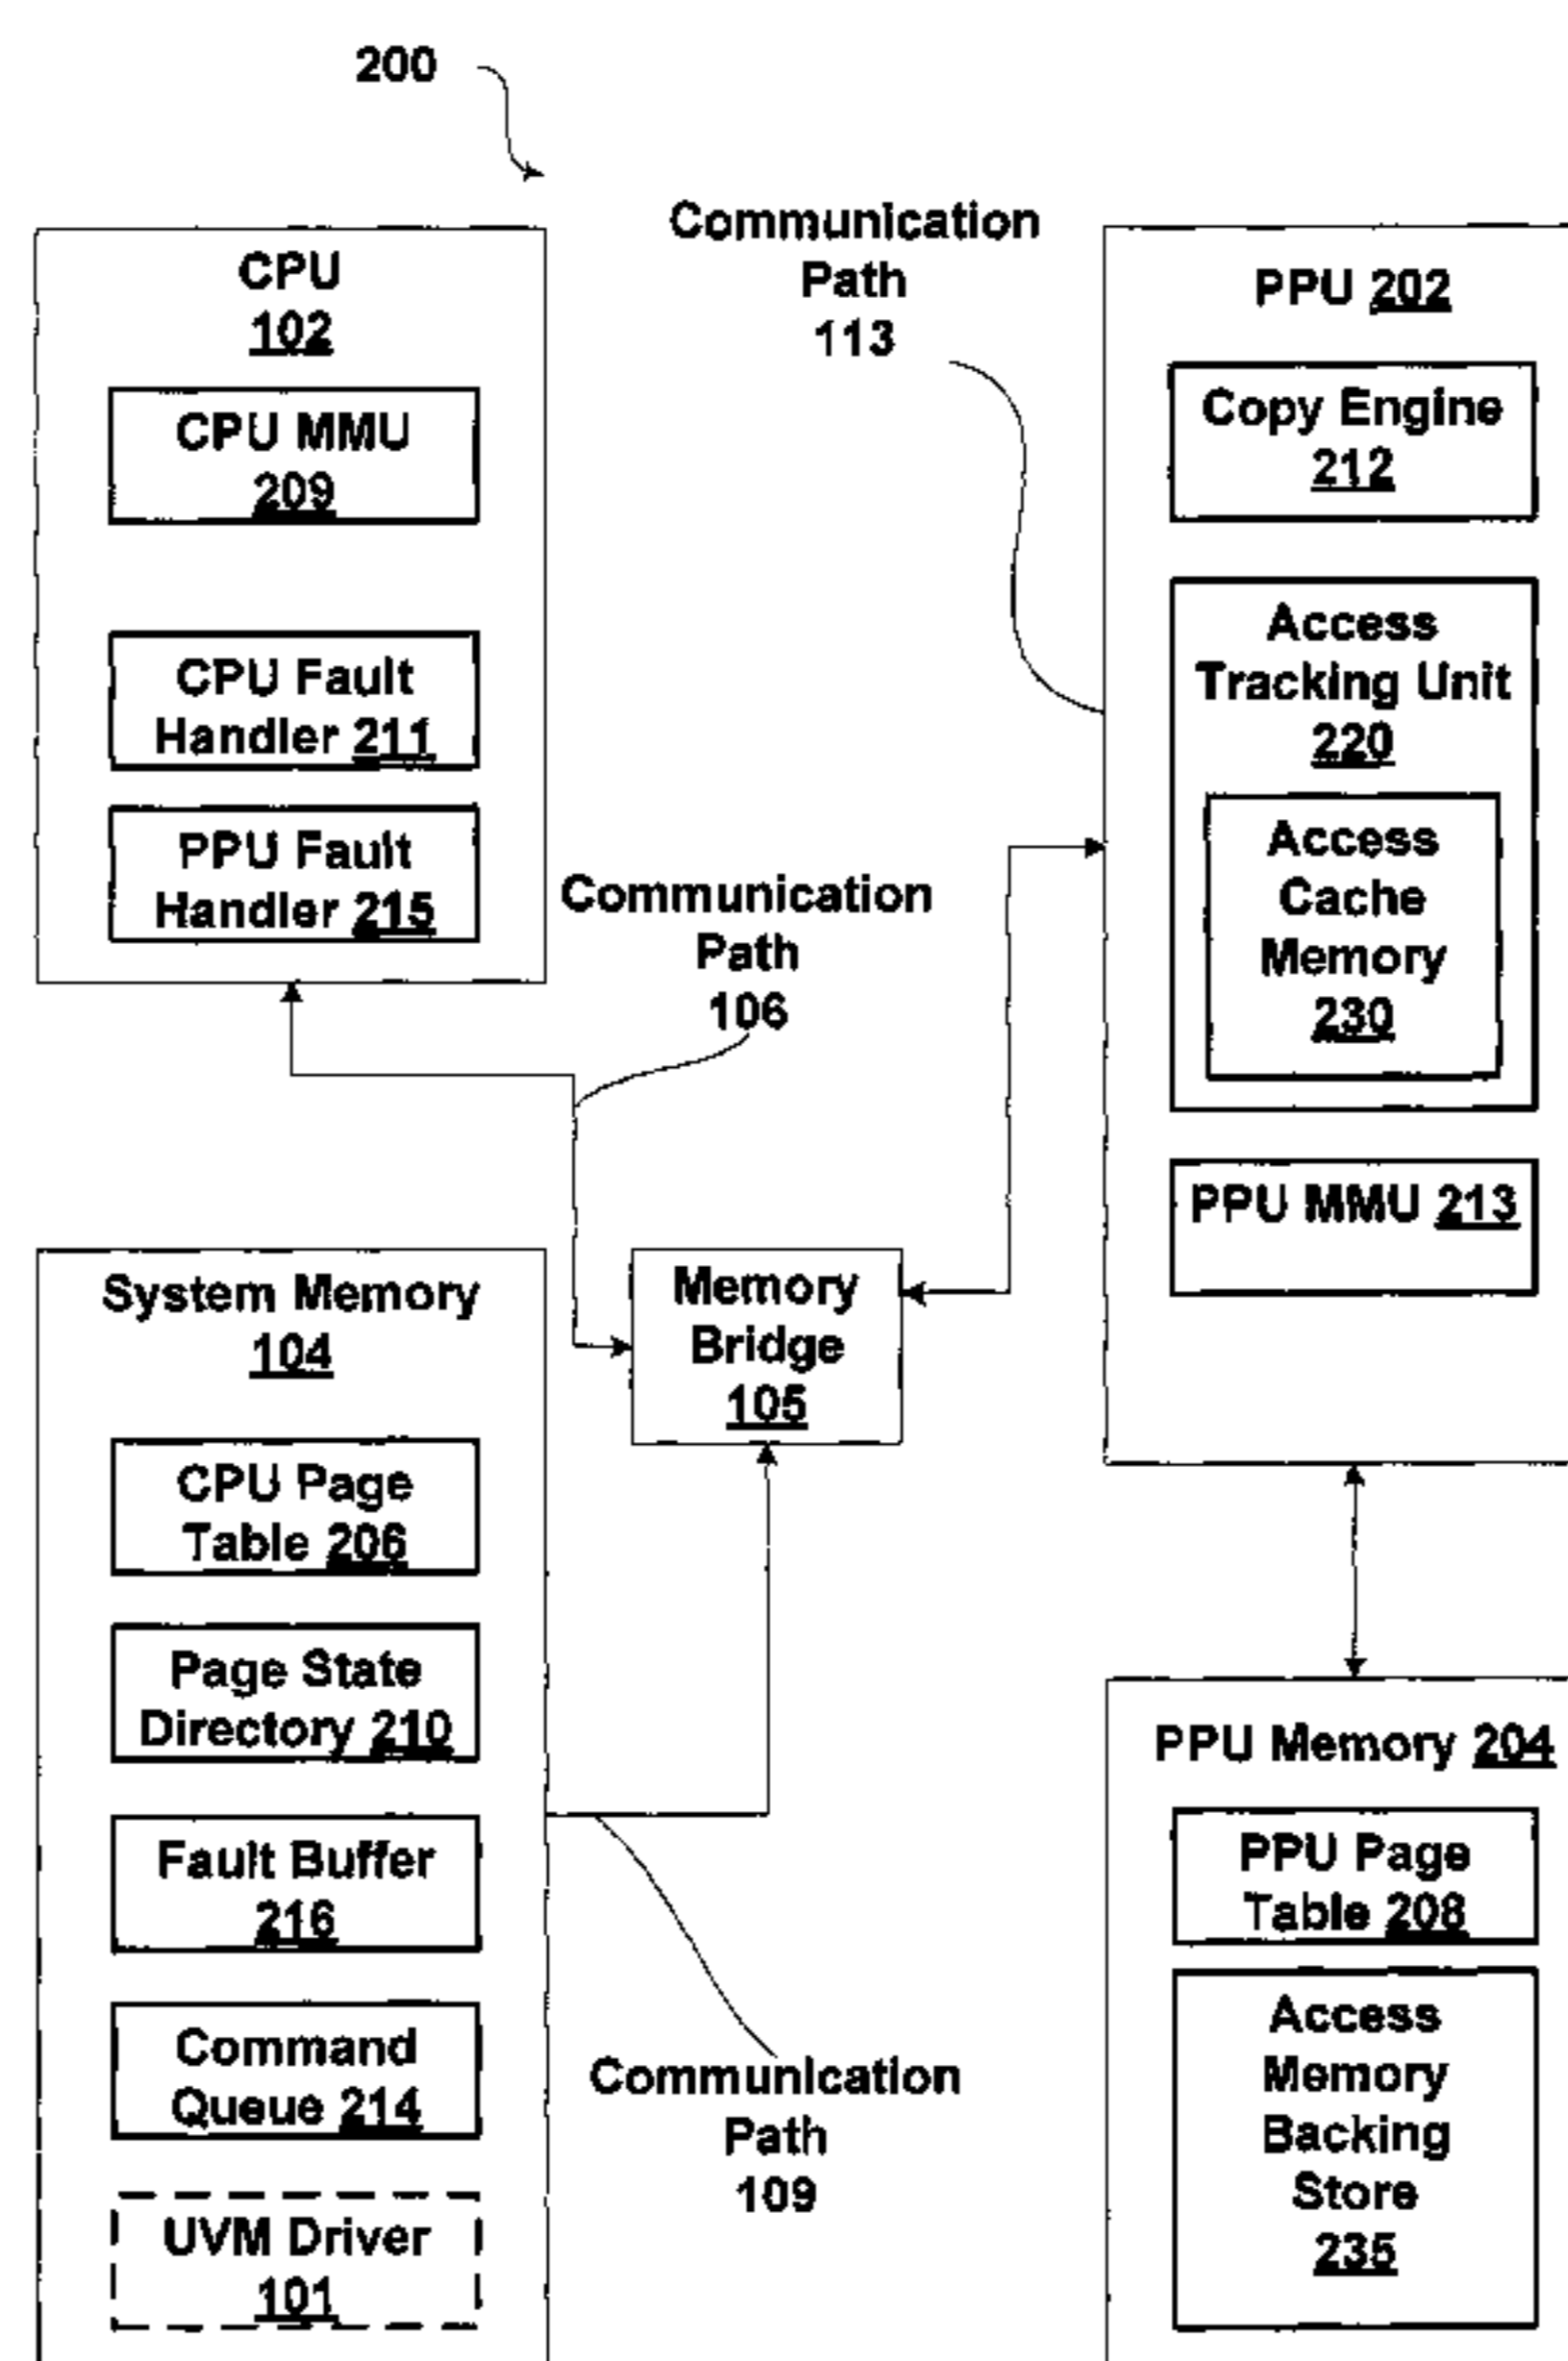 200
CPU
102
CPU MMU
209
CPU Fault
Handler 211
PPU Fault
Handler 215
Communication
Path
113
Communication
Path
106
PPU 202
Copy Engine
212
Access
Tracking Unit
220
Access
Cache
Memory
230
PPU MMU 213
System Memory
104
CPU Page
Table 206
Page State
Directory 210
Fault Buffer
216
Command
Queue 214
UVM Driver
101
Memory
Bridge
105
Communication
Path
109
PPU Memory 204
PPU Page
Table 208
Access
Memory
Backing
Store
235